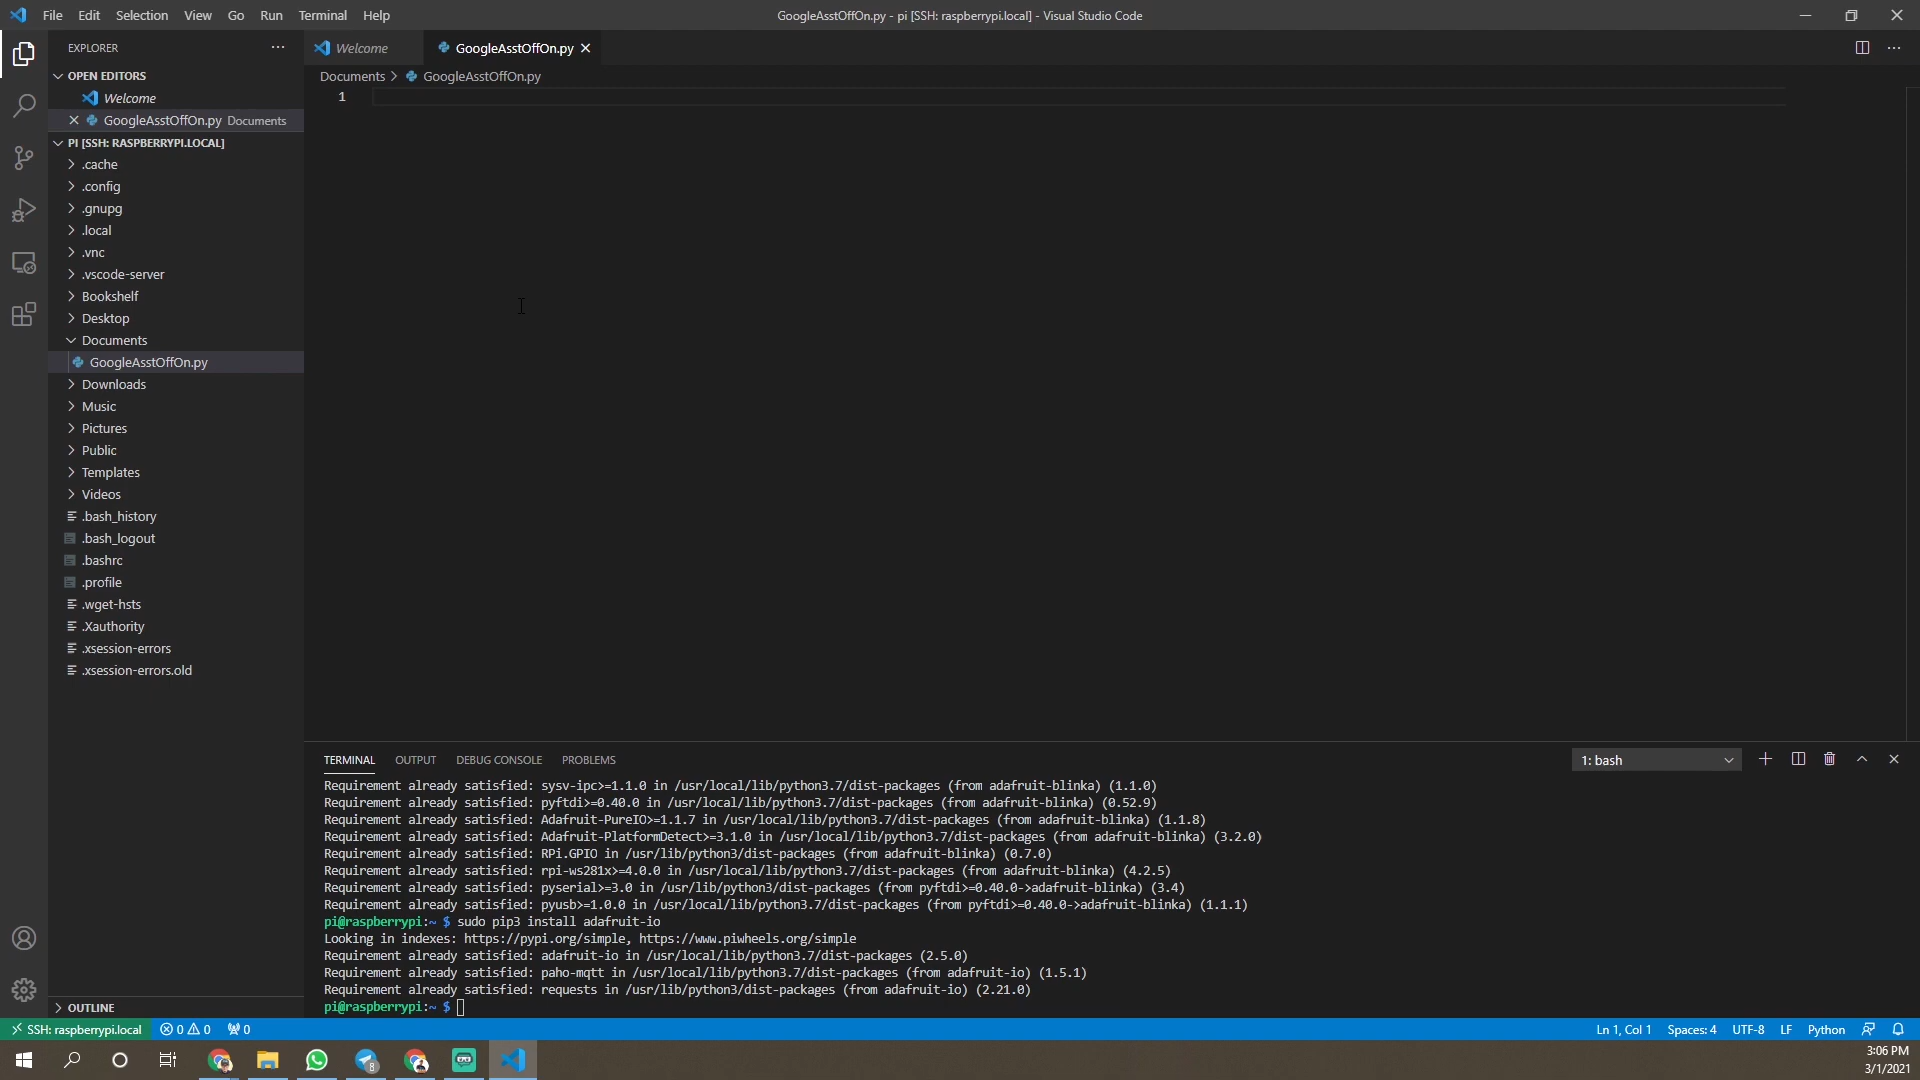 File Edit Selection View Go Run Terminal Help
GoogleAsstOffOn.py - pi [SSH: raspberrypi.local] - Visual Studio Code
EXPLORER
OPEN EDITORS
Welcome
GoogleAsstOffOn.py Documents
PI [SSH: RASPBERRYPI.LOCAL]
.cache
.config
.gnupg
.local
.vnc
.vscode-server
Bookshelf
Desktop
Documents
GoogleAsstOffOn.py
Downloads
Music
Pictures
Public
Templates
Videos
.bash_history
.bash_logout
.bashrc
.profile
.wget-hsts
.Xauthority
.xsession-errors
.xsession-errors.old
OUTLINE
Welcome
GoogleAsstOffOn.py
Documents > GoogleAsstOffOn.py
1
TERMINAL OUTPUT DEBUG CONSOLE PROBLEMS
1: bash
Requirement already satisfied: sysv-ipc>=1.1.0 in /usr/local/lib/python3.7/dist-packages (from adafruit-blinka) (1.1.0)
Requirement already satisfied: pyftdi>=0.40.0 in /usr/local/lib/python3.7/dist-packages (from adafruit-blinka) (0.52.9)
Requirement already satisfied: Adafruit-PureIO>=1.1.7 in /usr/local/lib/python3.7/dist-packages (from adafruit-blinka) (1.1.8)
Requirement already satisfied: Adafruit-PlatformDetect>=3.1.0 in /usr/local/lib/python3.7/dist-packages (from adafruit-blinka) (3.2.0)
Requirement already satisfied: RPi.GPIO in /usr/lib/python3/dist-packages (from adafruit-blinka) (0.7.0)
Requirement already satisfied: rpi-ws281x>=4.0.0 in /usr/local/lib/python3.7/dist-packages (from adafruit-blinka) (4.2.5)
Requirement already satisfied: pyserial>=3.0 in /usr/lib/python3/dist-packages (from pyftdi>=0.40.0->adafruit-blinka) (3.4)
Requirement already satisfied: pyusb>=1.0.0 in /usr/local/lib/python3.7/dist-packages (from pyftdi>=0.40.0->adafruit-blinka) (1.1.1)
pi@raspberrypi:~ $ sudo pip3 install adafruit-io
Looking in indexes: https://pypi.org/simple, https://www.piwheels.org/simple
Requirement already satisfied: adafruit-io in /usr/local/lib/python3.7/dist-packages (2.5.0)
Requirement already satisfied: paho-mqtt in /usr/local/lib/python3.7/dist-packages (from adafruit-io) (1.5.1)
Requirement already satisfied: requests in /usr/lib/python3/dist-packages (from adafruit-io) (2.21.0)
pi@raspberrypi:~ $
SSH: raspberrypi.local 0 0 0
Ln 1, Col 1 Spaces: 4 UTF-8 LF Python
8
3:06 PM
3/1/2021